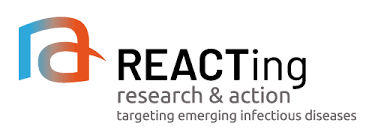 REACTing
research & action
targeting emerging infectious diseases